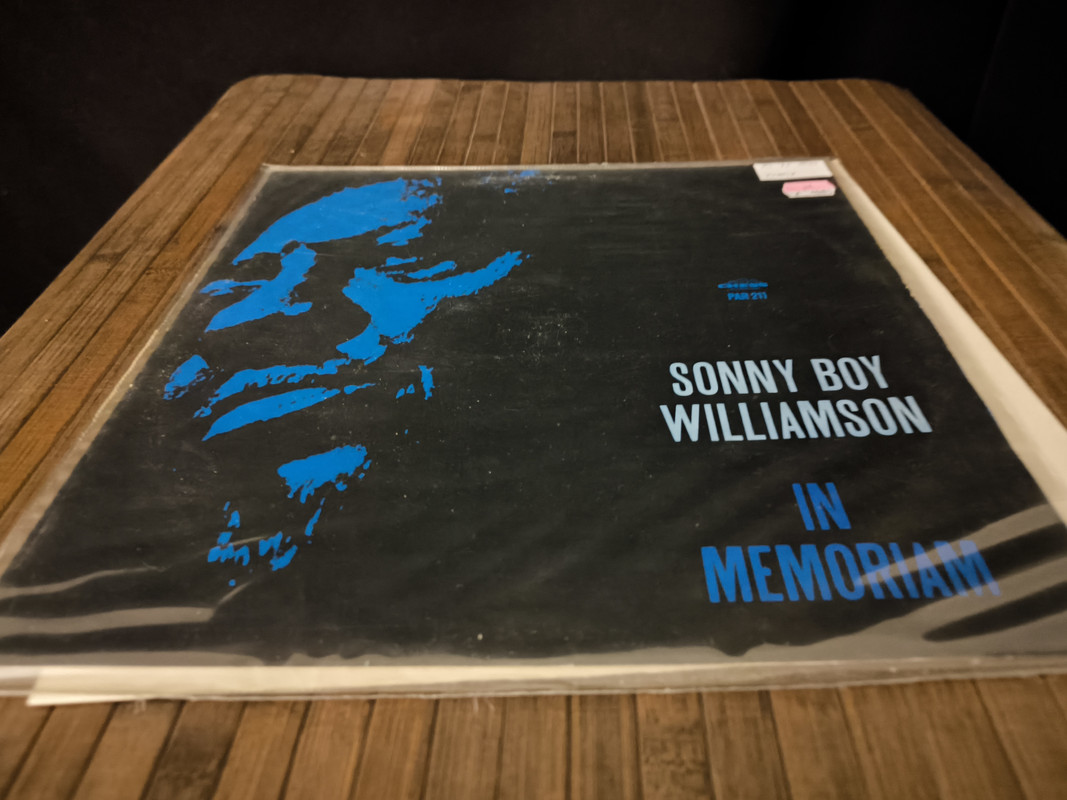 PAR 211
SONNY BOY
WILLIAMSON
IN
MEMORIAM